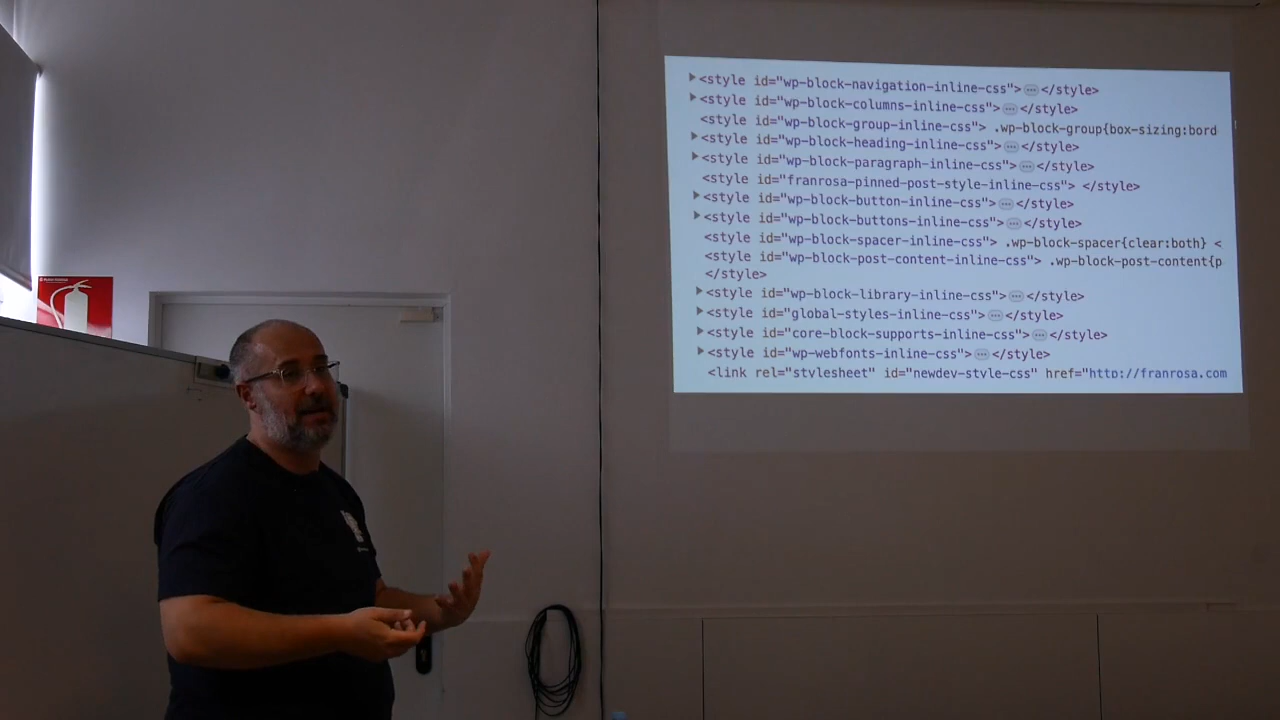 <style id="wp-block-navigation-inline-css">…</style>
<style id="wp-block-columns-inline-css">…</style>
<style id="wp-block-group-inline-css"> .wp-block-group{box-sizing:bord
<style id="wp-block-heading-inline-css">…</style>
<style id="wp-block-paragraph-inline-css">…</style>
<style id="franrosa-pinned-post-style-inline-css"> </style>
<style id="wp-block-button-inline-css">…</style>
<style id="wp-block-buttons-inline-css">…</style>
<style id="wp-block-spacer-inline-css"> .wp-block-spacer{clear:both} <
<style id="wp-block-post-content-inline-css"> .wp-block-post-content{p
</style>
<style id="wp-block-library-inline-css">…</style>
<style id="global-styles-inline-css">…</style>
<style id="core-block-supports-inline-css">…</style>
<style id="wp-webfonts-inline-css">…</style>
<link rel="stylesheet" id="newdev-style-css" href="http://franrosa.com